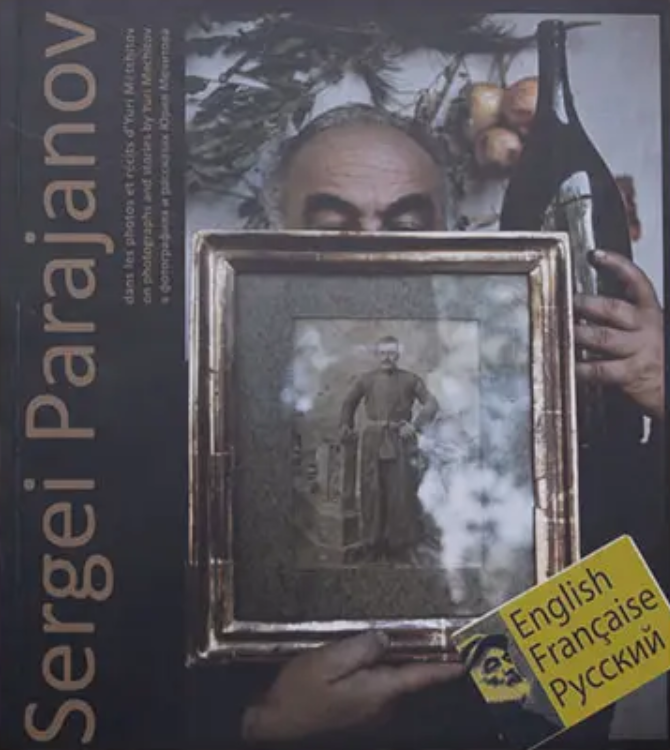 Sergei Parajanov
dans les photos et récits d'Yuri Metchitov
on photographs and stories by Yuri Mechitov
в фотографиях и рассказах Юрия Мечитова
English
Française
Русский